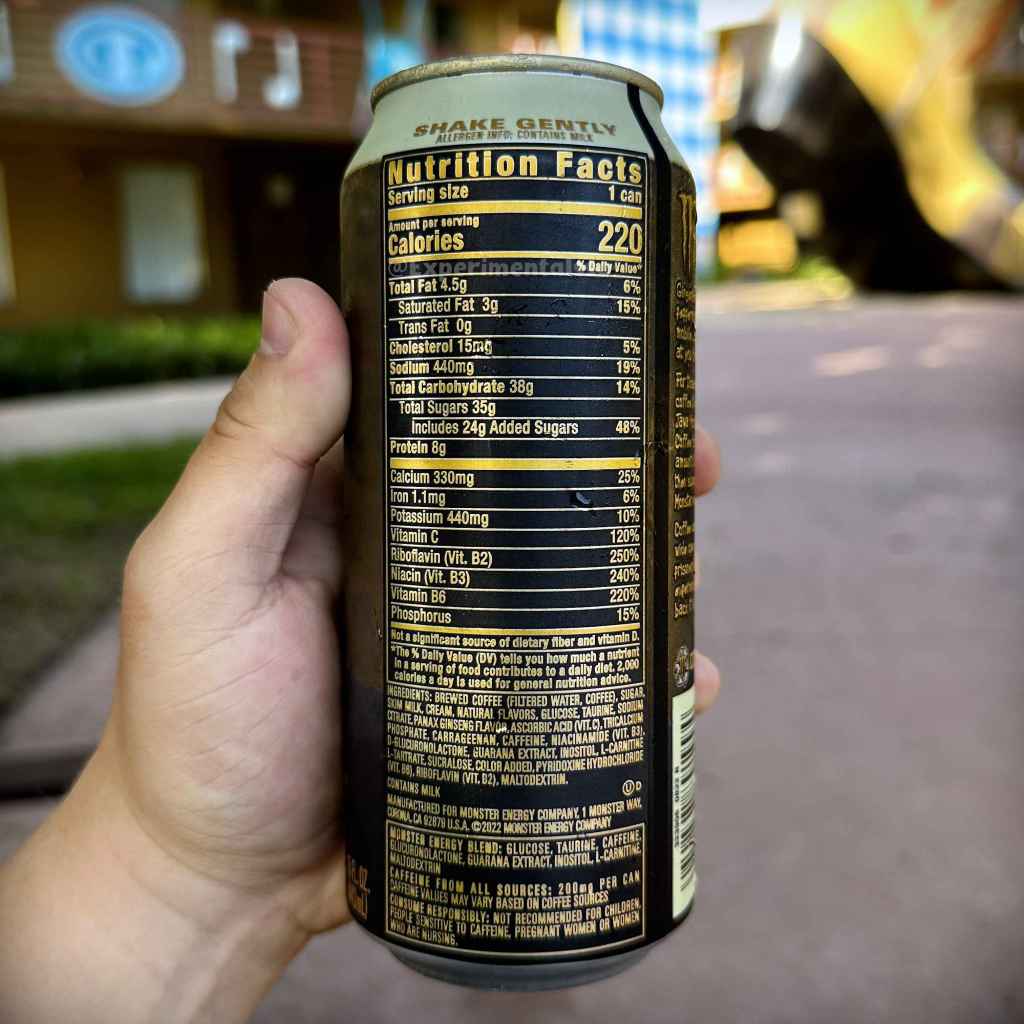 SHAKE GENTLY
ALLERGEN INFO: CONTAINS MILK
Nutrition Facts
Serving size 1 can
Amount per serving
Calories 220
@Experimental
% Daily Value*
Total Fat 4.5g 6%
Saturated Fat 3g 15%
Trans Fat 0g
Cholesterol 15mg 5%
Sodium 440mg 19%
Total Carbohydrate 38g 14%
Total Sugars 35g
Includes 24g Added Sugars 48%
Protein 8g
Calcium 330mg 25%
Iron 1.1mg 6%
Potassium 440mg 10%
Vitamin C 120%
Riboflavin (Vit. B2) 250%
Niacin (Vit. B3) 240%
Vitamin B6 220%
Phosphorus 15%
Not a significant source of dietary fiber and vitamin D.
*The % Daily Value (DV) tells you how much a nutrient
in a serving of food contributes to a daily diet. 2,000
calories a day is used for general nutrition advice.
INGREDIENTS: BREWED COFFEE (FILTERED WATER, COFFEE), SUGAR,
SKIM MILK, CREAM, NATURAL FLAVORS, GLUCOSE, TAURINE, SODIUM
CITRATE, PANAX GINSENG FLAVOR, ASCORBIC ACID (VIT. C), TRICALCIUM
PHOSPHATE, CARRAGEENAN, CAFFEINE, NIACINAMIDE (VIT. B3),
D-GLUCURONOLACTONE, GUARANA EXTRACT, INOSITOL, L-CARNITINE
L-TARTRATE, SUCRALOSE, COLOR ADDED, PYRIDOXINE HYDROCHLORIDE
(VIT. B6), RIBOFLAVIN (VIT. B2), MALTODEXTRIN.
CONTAINS MILK
U D
MANUFACTURED FOR MONSTER ENERGY COMPANY, 1 MONSTER WAY,
CORONA, CA 92879 U.S.A. ©2022 MONSTER ENERGY COMPANY
MONSTER ENERGY BLEND: GLUCOSE, TAURINE, CAFFEINE,
GLUCURONOLACTONE, GUARANA EXTRACT, INOSITOL, L-CARNITINE,
MALTODEXTRIN
CAFFEINE FROM ALL SOURCES: 200mg PER CAN
CAFFEINE VALUES MAY VARY BASED ON COFFEE SOURCES
CONSUME RESPONSIBLY: NOT RECOMMENDED FOR CHILDREN,
PEOPLE SENSITIVE TO CAFFEINE, PREGNANT WOMEN OR WOMEN
WHO ARE NURSING.